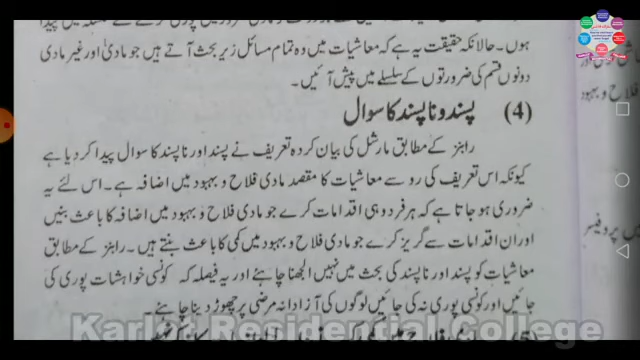 ہوں۔ حالانکہ حقیقت یہ ہے کہ معاشیات میں وہ تمام مسائل زیر بحث آتے ہیں جو مادی اور غیر مادی
دونوں قسم کی ضرورتوں کے سلسلے میں پیش آئیں۔
(4) پسند و ناپسند کا سوال
رابنز کے مطابق مارشل کی بیان کردہ تعریف نے پسند اور ناپسند کا سوال پیدا کر دیا ہے
کیونکہ اس تعریف کی رو سے معاشیات کا مقصد مادی فلاح و بہبود میں اضافہ ہے۔ اس لئے یہ
ضروری ہو جاتا ہے کہ ہر فرد وہی اقدامات کرے جو مادی فلاح و بہبود میں اضافہ کا باعث بنیں
اور ان اقدامات سے گریز کرے جو مادی فلاح و بہبود میں کمی کا باعث بنتے ہیں۔ رابنز کے مطابق
معاشیات کو پسند اور ناپسند کی بحث میں نہیں الجھنا چاہئے اور یہ فیصلہ کہ کونسی خواہشات پوری کی
جائیں اور کونسی پوری نہ کی جائیں لوگوں کی آزادانہ مرضی پر چھوڑ دینا چاہئے۔
فلاح و بہبود
پروفیسر
Karlar Residential College